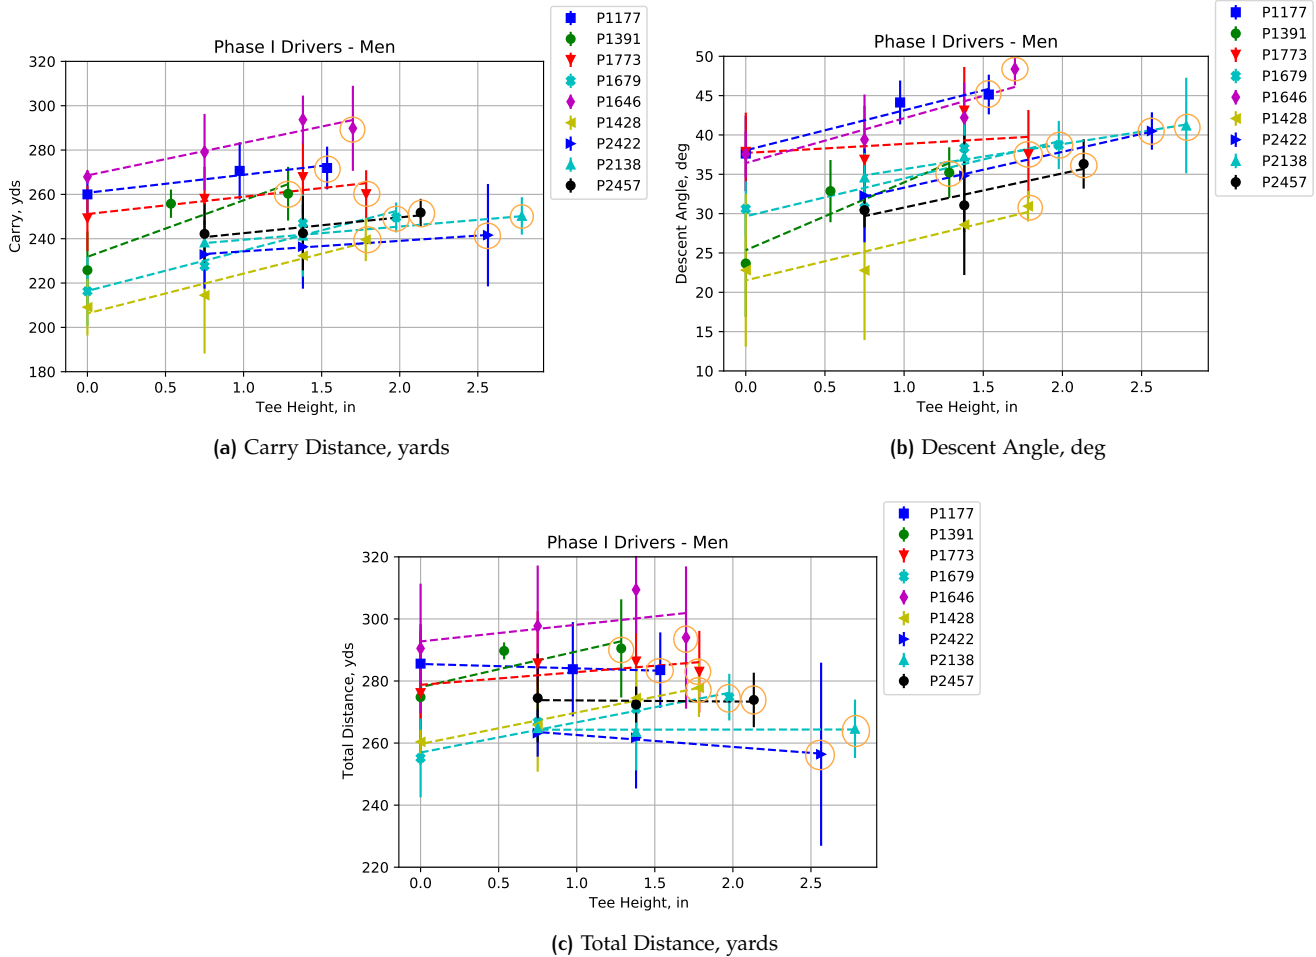 Phase I Drivers - Men
320
300
280
260
240
220
200
180
Carry, yds
0.0 0.5 1.0 1.5 2.0 2.5
Tee Height, in
P1177
P1391
P1773
P1679
P1646
P1428
P2422
P2138
P2457
(a) Carry Distance, yards
Phase I Drivers - Men
50
45
40
35
30
25
20
15
10
Descent Angle, deg
0.0 0.5 1.0 1.5 2.0 2.5
Tee Height, in
P1177
P1391
P1773
P1679
P1646
P1428
P2422
P2138
P2457
(b) Descent Angle, deg
Phase I Drivers - Men
320
300
280
260
240
220
Total Distance, yds
0.0 0.5 1.0 1.5 2.0 2.5
Tee Height, in
P1177
P1391
P1773
P1679
P1646
P1428
P2422
P2138
P2457
(c) Total Distance, yards